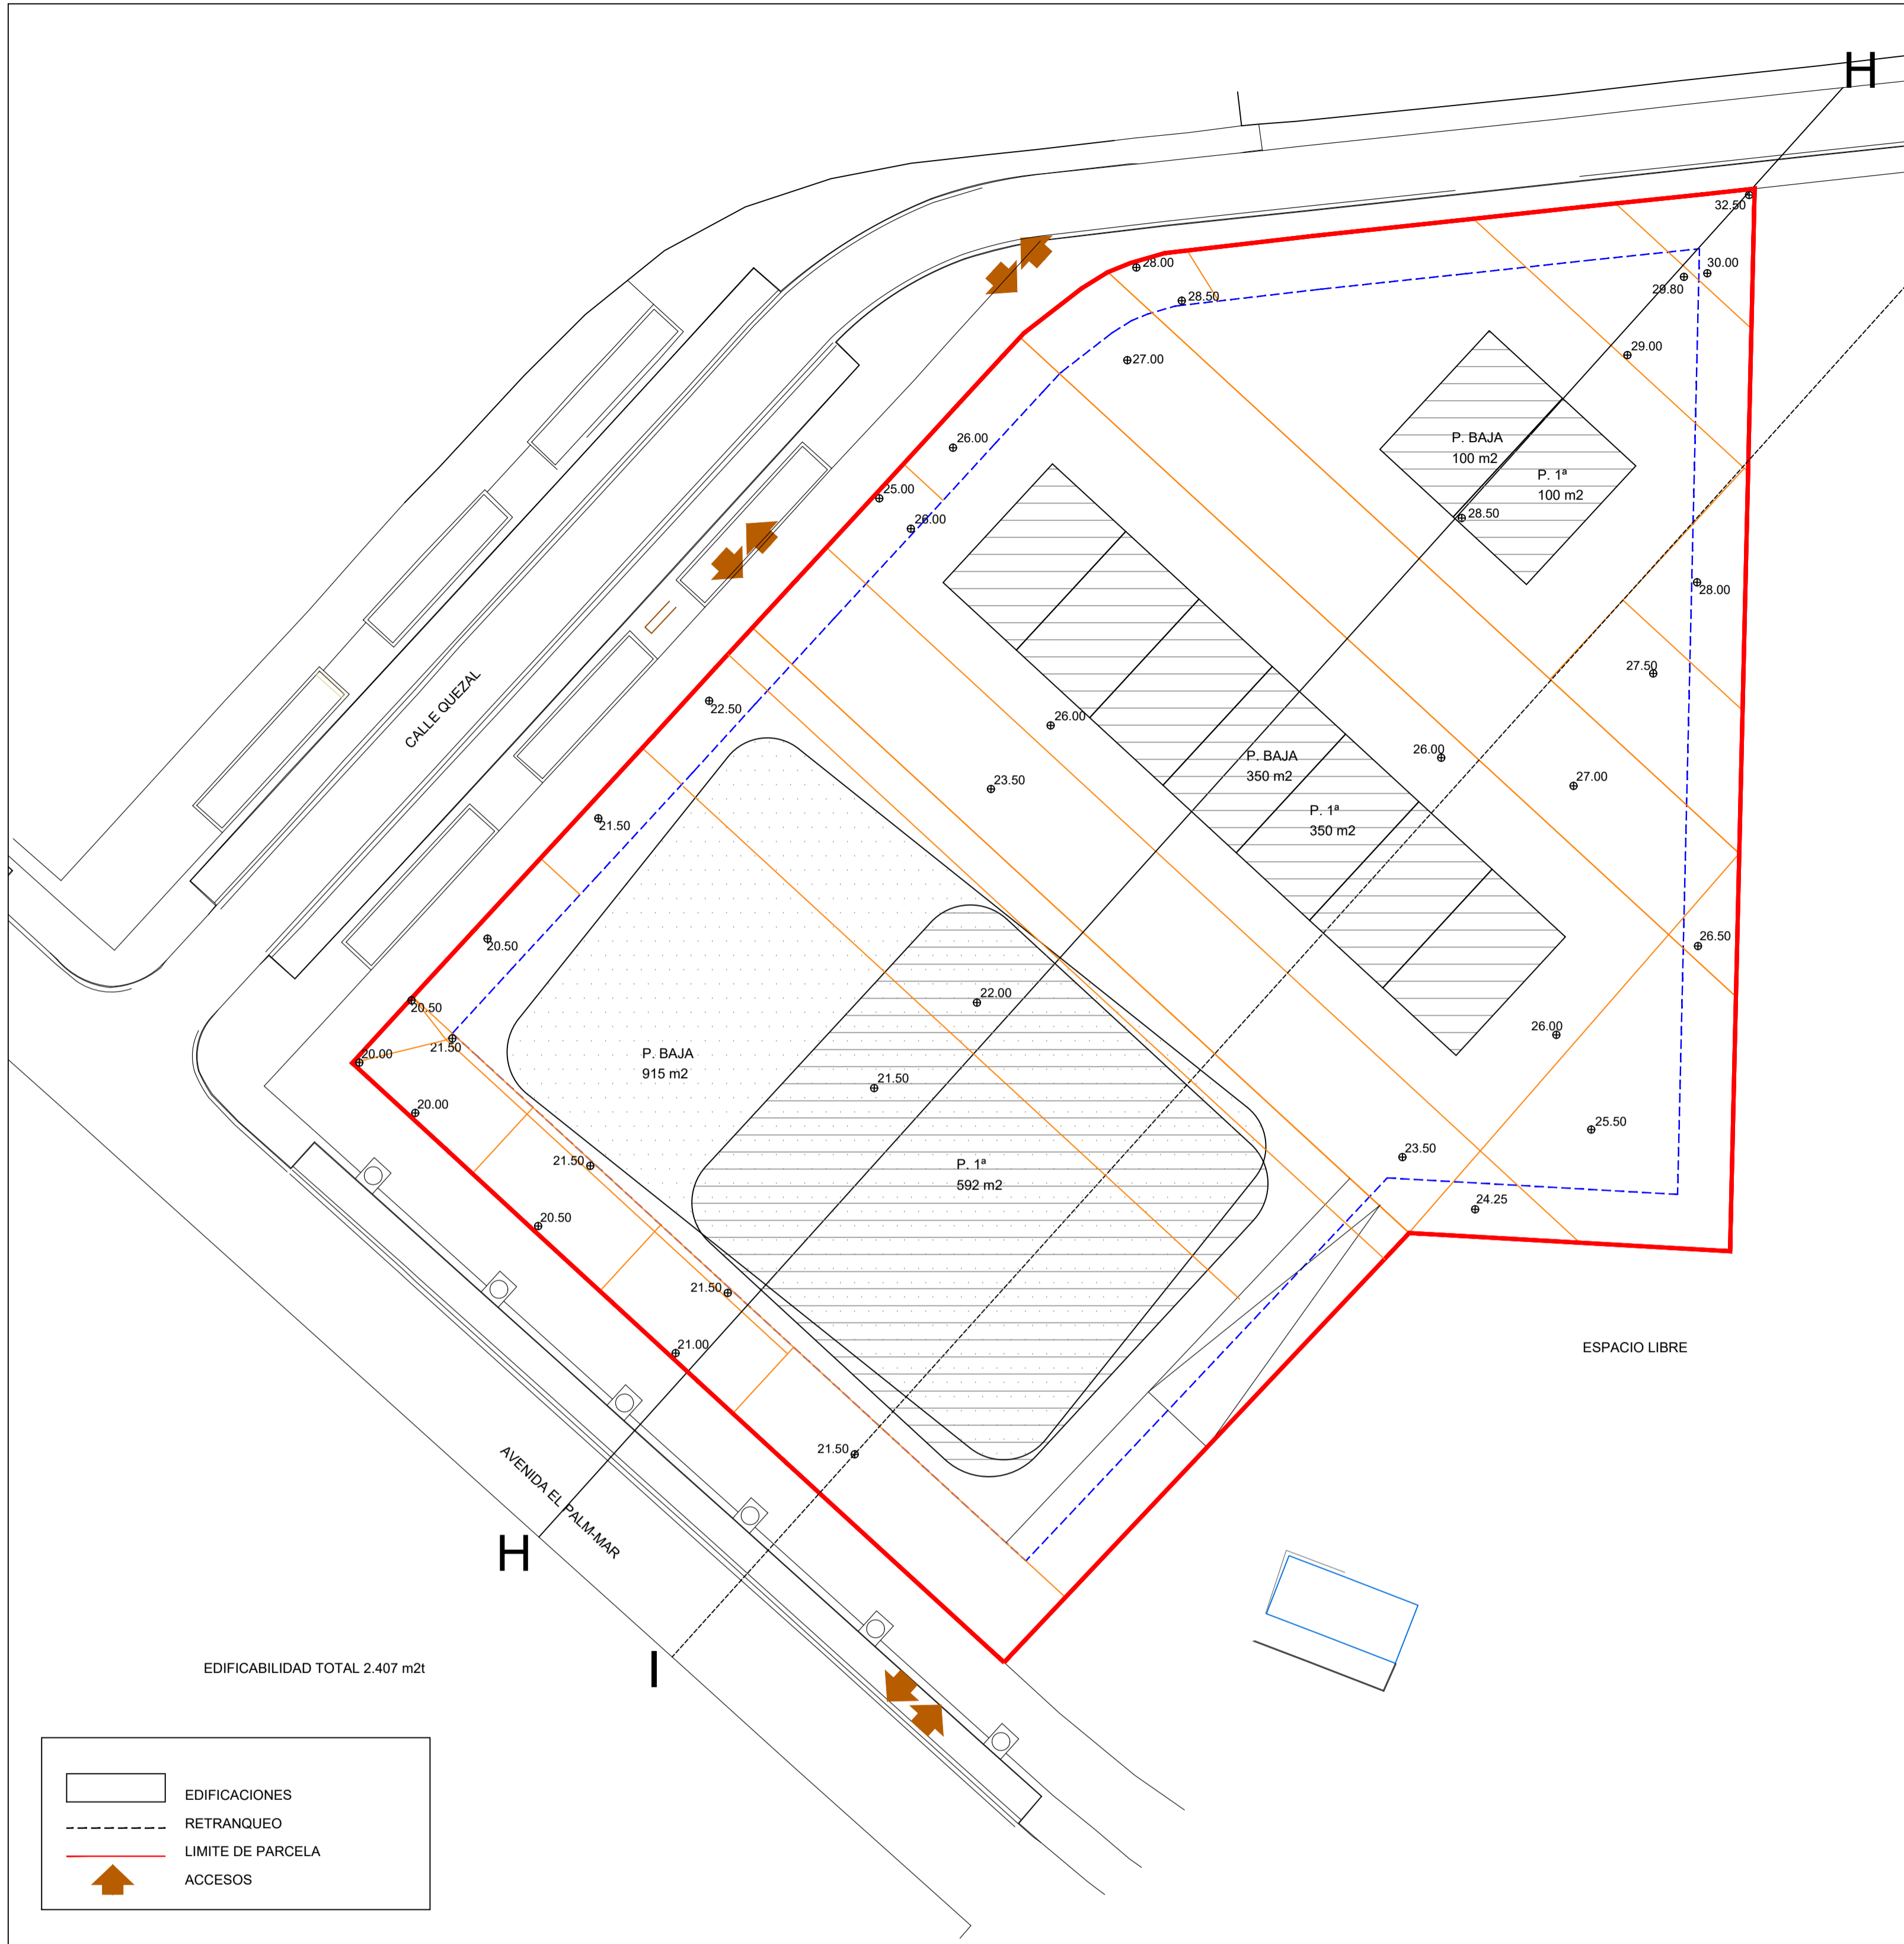 H
32.50
28.00
30.00
29.80
28.50
29.00
27.00
P. BAJA
100 m2
26.00
P. 1ª
100 m2
25.00
28.50
26.00
28.00
CALLE QUEZAL
27.50
22.50
26.00
26.00
P. BAJA
350 m2
27.00
23.50
P. 1ª
350 m2
21.50
26.50
20.50
22.00
20.50
26.00
21.50
20.00
P. BAJA
915 m2
21.50
20.00
25.50
23.50
21.50
P. 1ª
592 m2
24.25
20.50
21.50
21.00
ESPACIO LIBRE
21.50
AVENIDA EL PALM-MAR
H
I
EDIFICABILIDAD TOTAL 2.407 m2t
EDIFICACIONES
RETRANQUEO
LIMITE DE PARCELA
ACCESOS